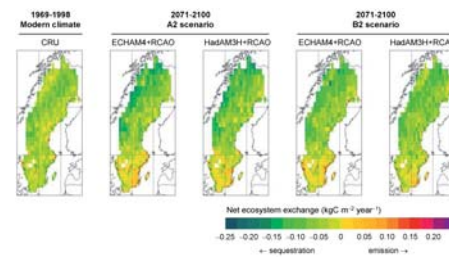 1969-1998
Modern climate
2071-2100
A2 scenario
2071-2100
B2 scenario
CRU
ECHAM4+RCAO
HadAM3H+RCAO
ECHAM4+RCAO
HadAM3H+RCAO
Net ecosystem exchange (kgC m⁻² year⁻¹)
-0.25 -0.20 -0.15 -0.10 -0.05 0 0.05 0.10 0.15 0.20
← sequestration emission →